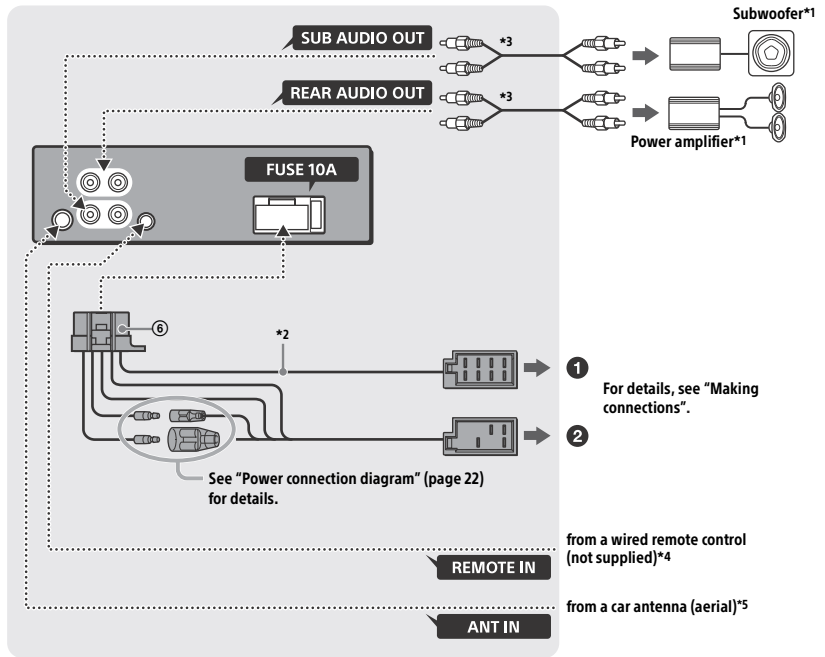 Subwoofer*1
SUB AUDIO OUT
*3
REAR AUDIO OUT
*3
Power amplifier*1
FUSE 10A
⑥
*2
❶
For details, see “Making
connections”.
❷
See “Power connection diagram” (page 22)
for details.
from a wired remote control
(not supplied)*4
REMOTE IN
from a car antenna (aerial)*5
ANT IN